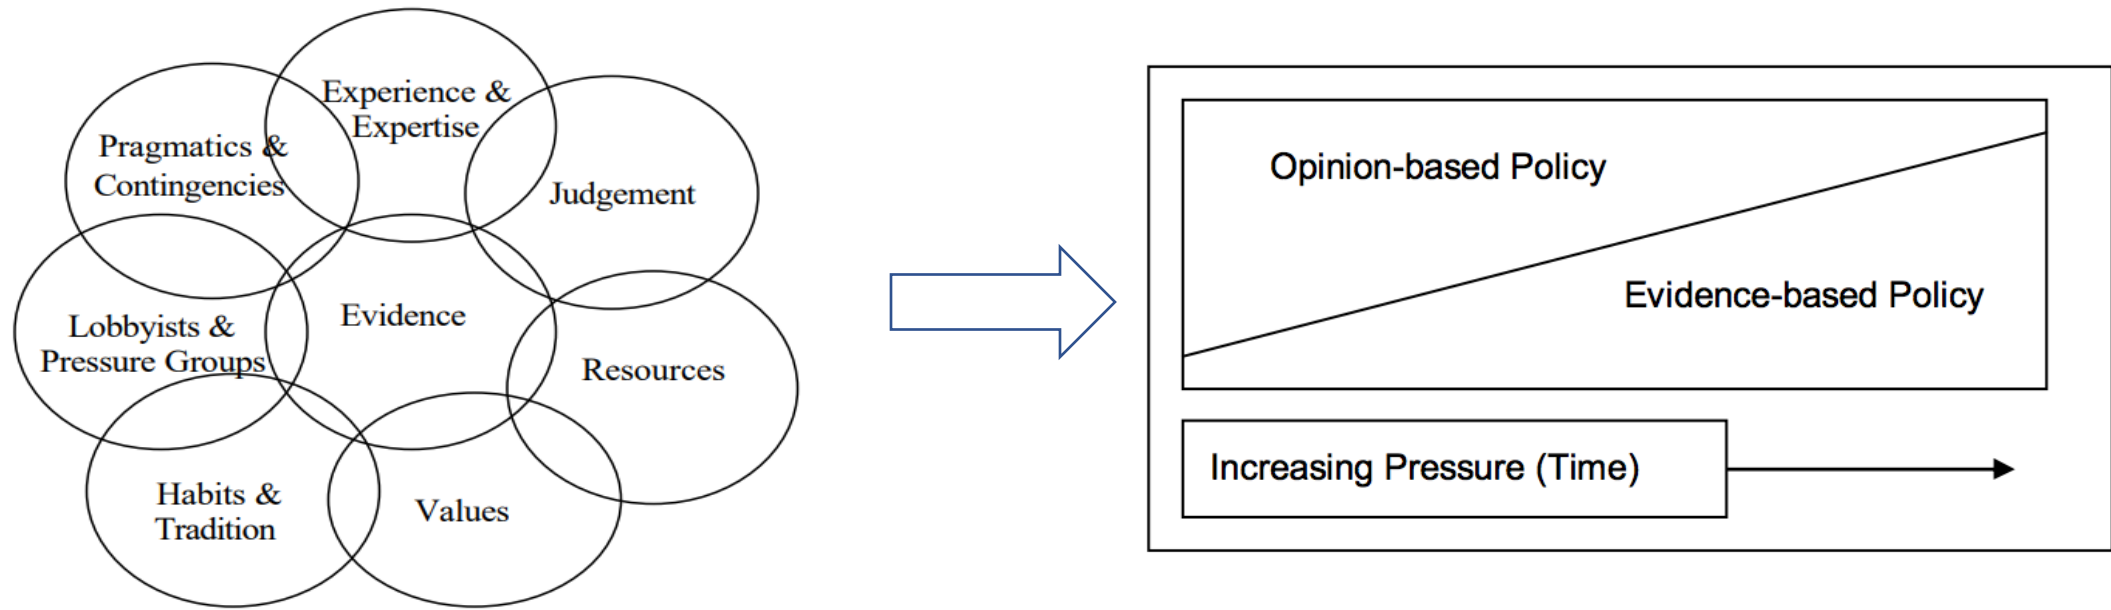 Experience &
Expertise
Pragmatics &
Contingencies
Judgement
Evidence
Lobbyists &
Pressure Groups
Resources
Habits &
Tradition
Values
Opinion-based Policy
Evidence-based Policy
Increasing Pressure (Time)